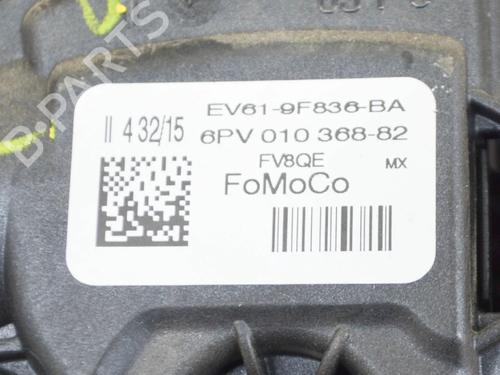 EV61-9F836-BA
II 4 32/15
6PV 010 368-82
FV8QE
MX
FoMoCo
B-PARTS